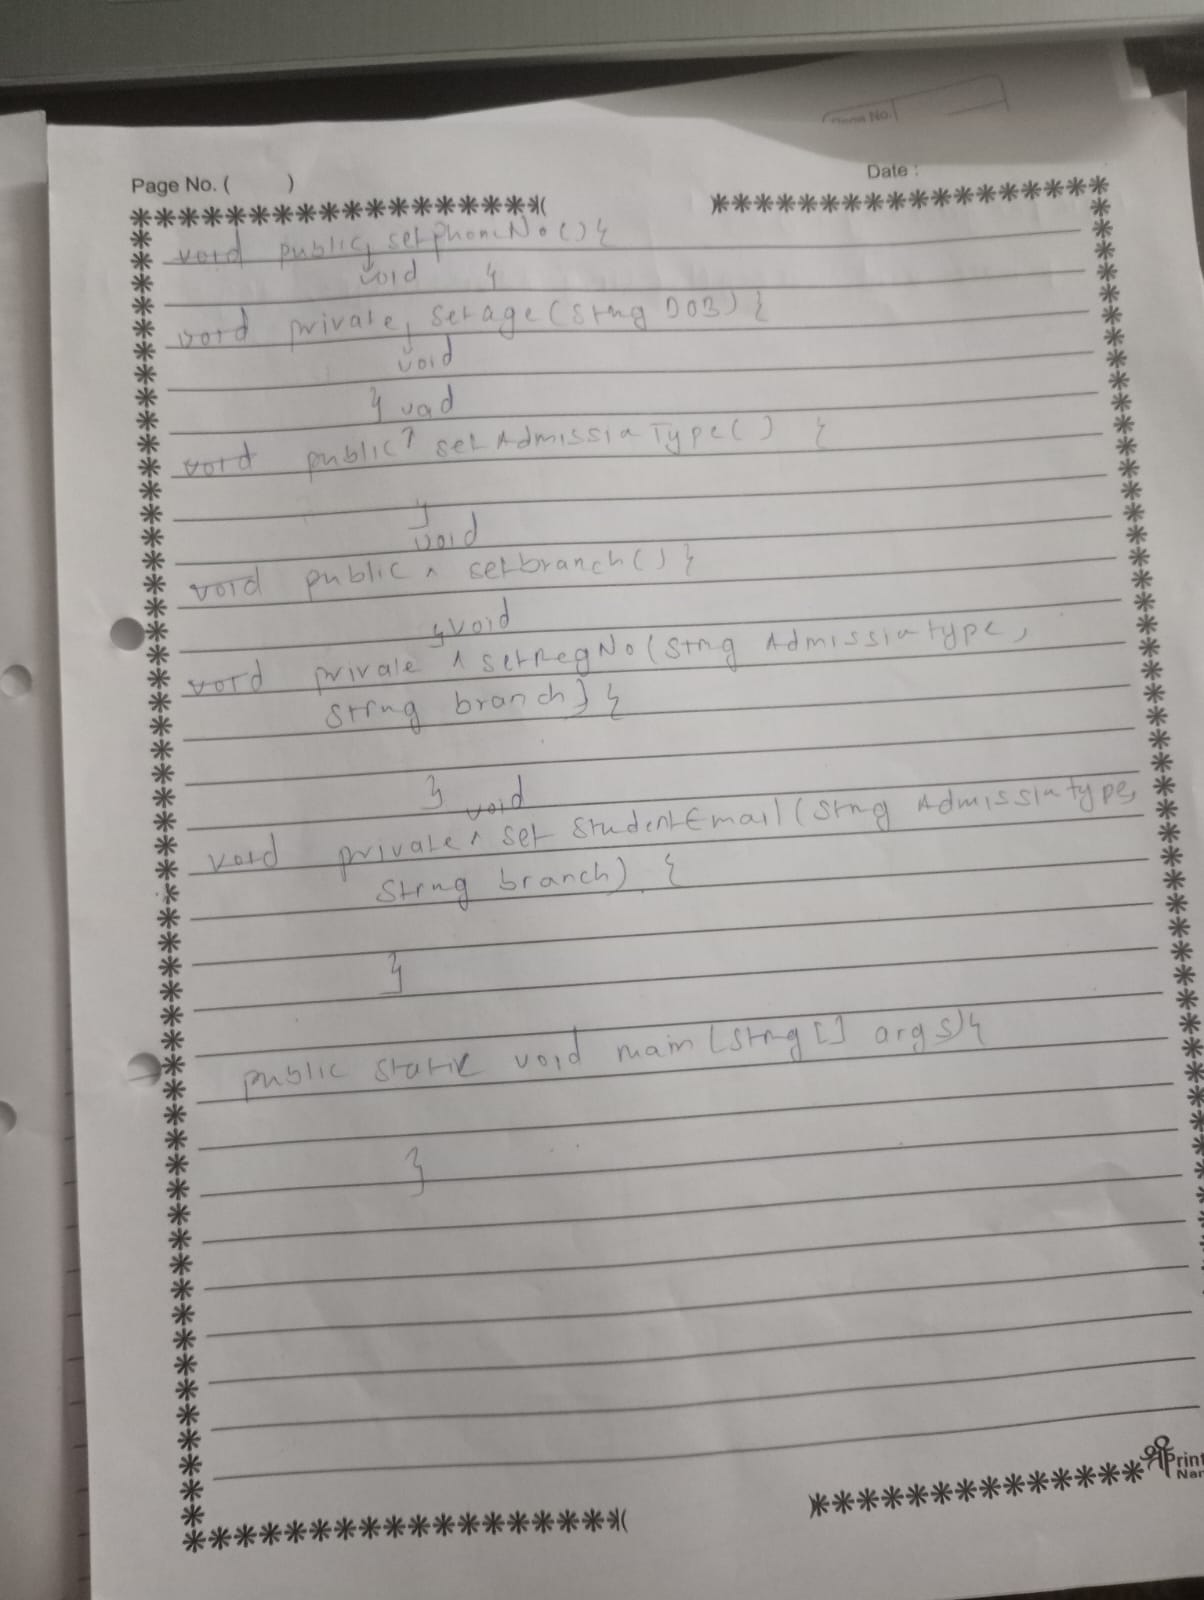 Page No. ( )
Date :
void public setphoneNo() {
void }
void private setage(String DOB) {
void
} void
void public setAdmissionType() {
}
void
void public ^ setbranch() {
} void
void private ^ setRegNo(String Admissiontype,
String branch) {
} void
void private ^ set studentEmail(String Admissiontype,
String branch) {
}
public static void main(String[] args) {
}